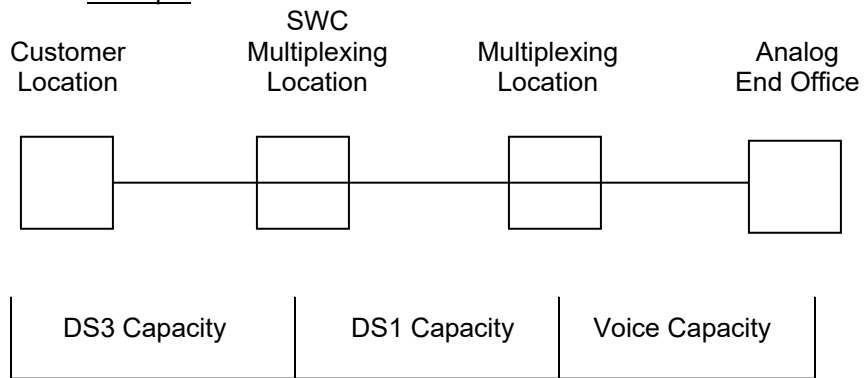 SWC
Customer Multiplexing Multiplexing Analog
Location Location Location End Office
DS3 Capacity DS1 Capacity Voice Capacity